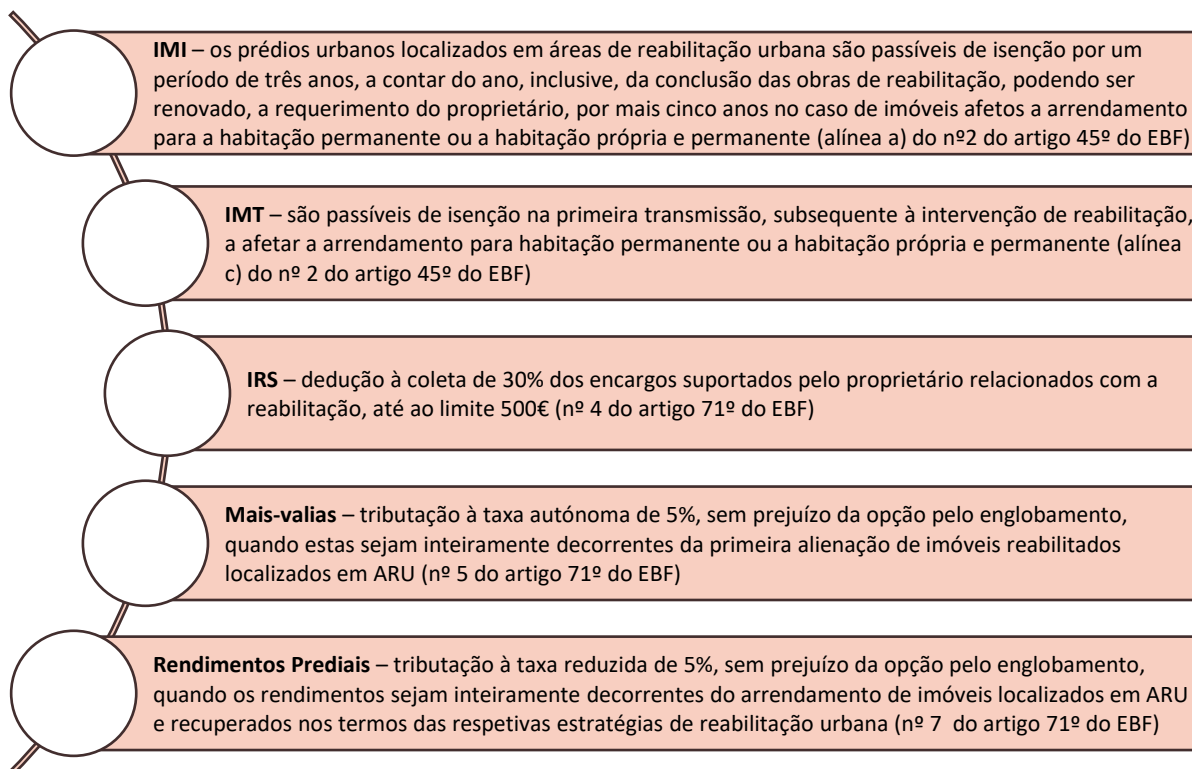 IMI – os prédios urbanos localizados em áreas de reabilitação urbana são passíveis de isenção por um
período de três anos, a contar do ano, inclusive, da conclusão das obras de reabilitação, podendo ser
renovado, a requerimento do proprietário, por mais cinco anos no caso de imóveis afetos a arrendamento
para a habitação permanente ou a habitação própria e permanente (alínea a) do nº2 do artigo 45º do EBF)
IMT – são passíveis de isenção na primeira transmissão, subsequente à intervenção de reabilitação,
a afetar a arrendamento para habitação permanente ou a habitação própria e permanente (alínea
c) do nº 2 do artigo 45º do EBF)
IRS – dedução à coleta de 30% dos encargos suportados pelo proprietário relacionados com a
reabilitação, até ao limite 500€ (nº 4 do artigo 71º do EBF)
Mais-valias – tributação à taxa autónoma de 5%, sem prejuízo da opção pelo englobamento,
quando estas sejam inteiramente decorrentes da primeira alienação de imóveis reabilitados
localizados em ARU (nº 5 do artigo 71º do EBF)
Rendimentos Prediais – tributação à taxa reduzida de 5%, sem prejuízo da opção pelo englobamento,
quando os rendimentos sejam inteiramente decorrentes do arrendamento de imóveis localizados em ARU
e recuperados nos termos das respetivas estratégias de reabilitação urbana (nº 7 do artigo 71º do EBF)